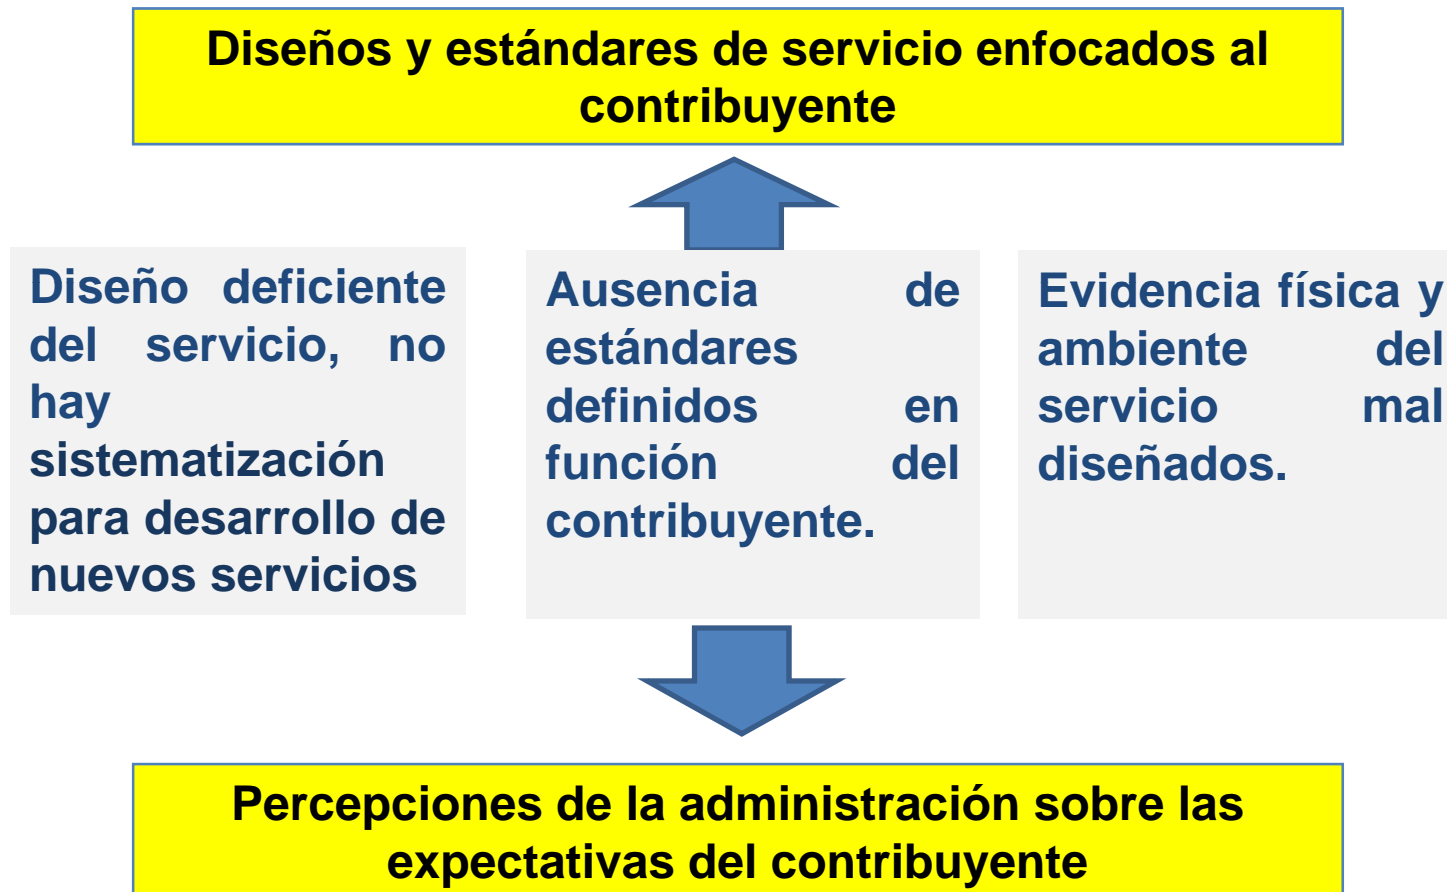 Diseños y estándares de servicio enfocados al
contribuyente
Diseño deficiente
del servicio, no
hay
sistematización
para desarrollo de
nuevos servicios
Ausencia de
estándares
definidos en
función del
contribuyente.
Evidencia física y
ambiente del
servicio mal
diseñados.
Percepciones de la administración sobre las
expectativas del contribuyente